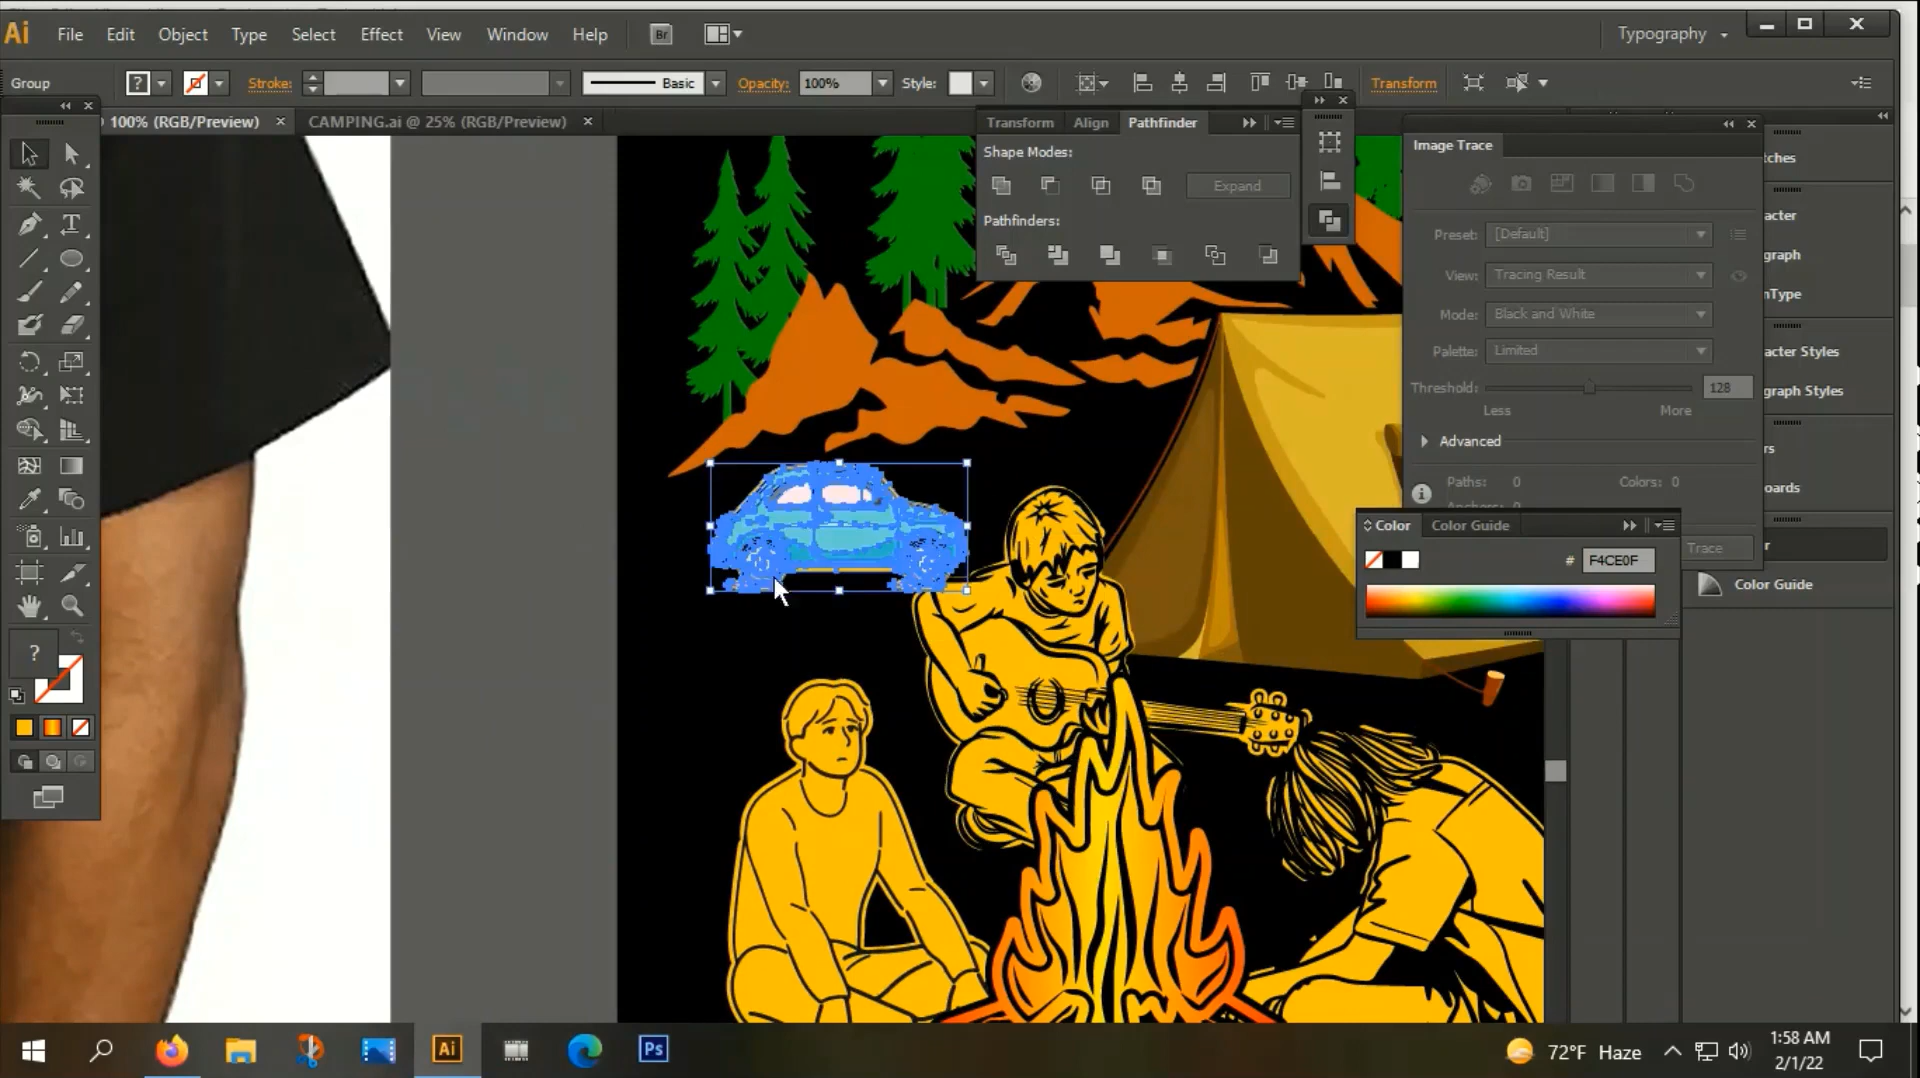 Ai File Edit Object Type Select Effect View Window Help Br Typography
Group ? Stroke: Basic Opacity: 100% Style: Transform
100% (RGB/Preview) × CAMPING.ai @ 25% (RGB/Preview) ×
Transform Align Pathfinder
Shape Modes:
Expand
Pathfinders:
Image Trace
Preset: [Default]
View: Tracing Result
Mode: Black and White
Palette: Limited
Threshold: 128
Less More
Advanced
Paths: 0 Colors: 0
Trace
Color Color Guide
# F4CE0F
tches
acter
graph
nType
acter Styles
graph Styles
rs
oards
r
Color Guide
?
Ai Ps 72°F Haze 1:58 AM
2/1/22